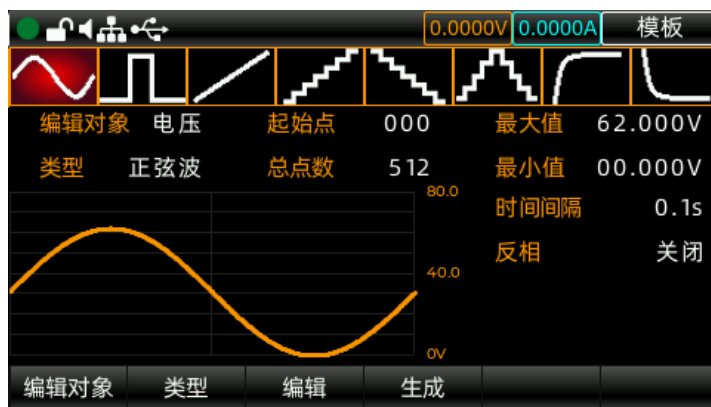 0.0000V 0.0000A 模板
编辑对象 电压 起始点 000 最大值 62.000V
类型 正弦波 总点数 512 最小值 00.000V
80.0
时间间隔 0.1s
反相 关闭
40.0
0V
编辑对象 类型 编辑 生成